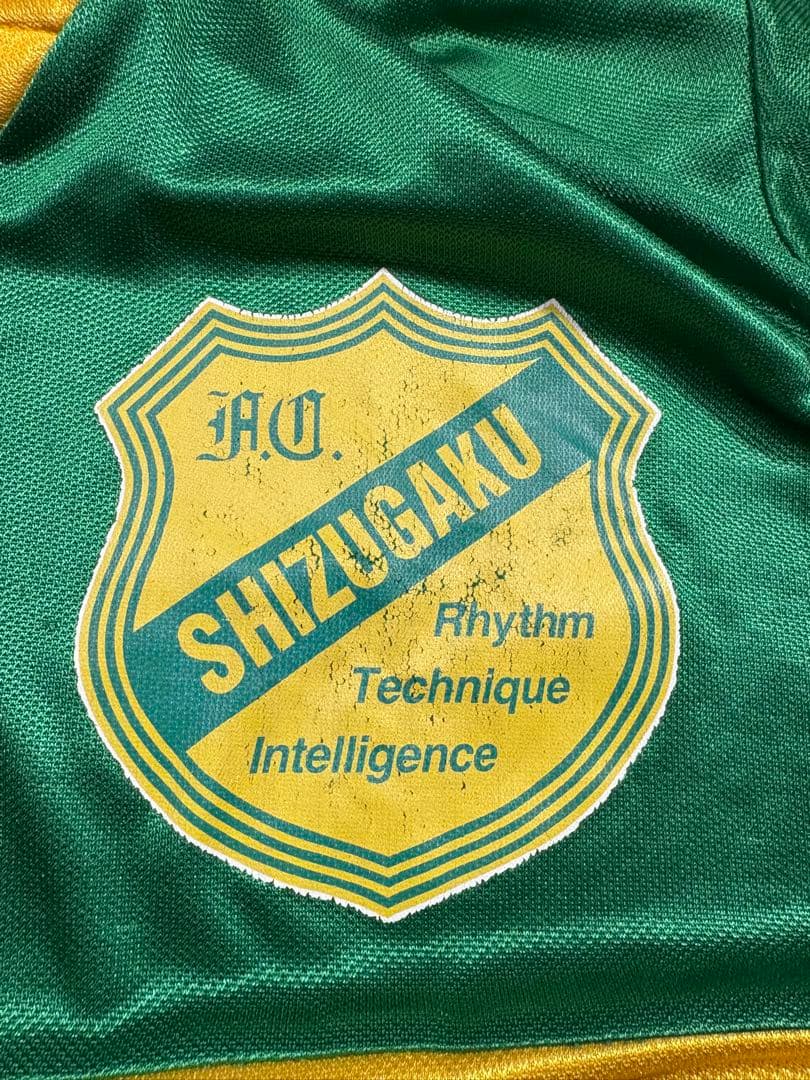 F.C.
SHIZUGAKU
Rhythm
Technique
Intelligence